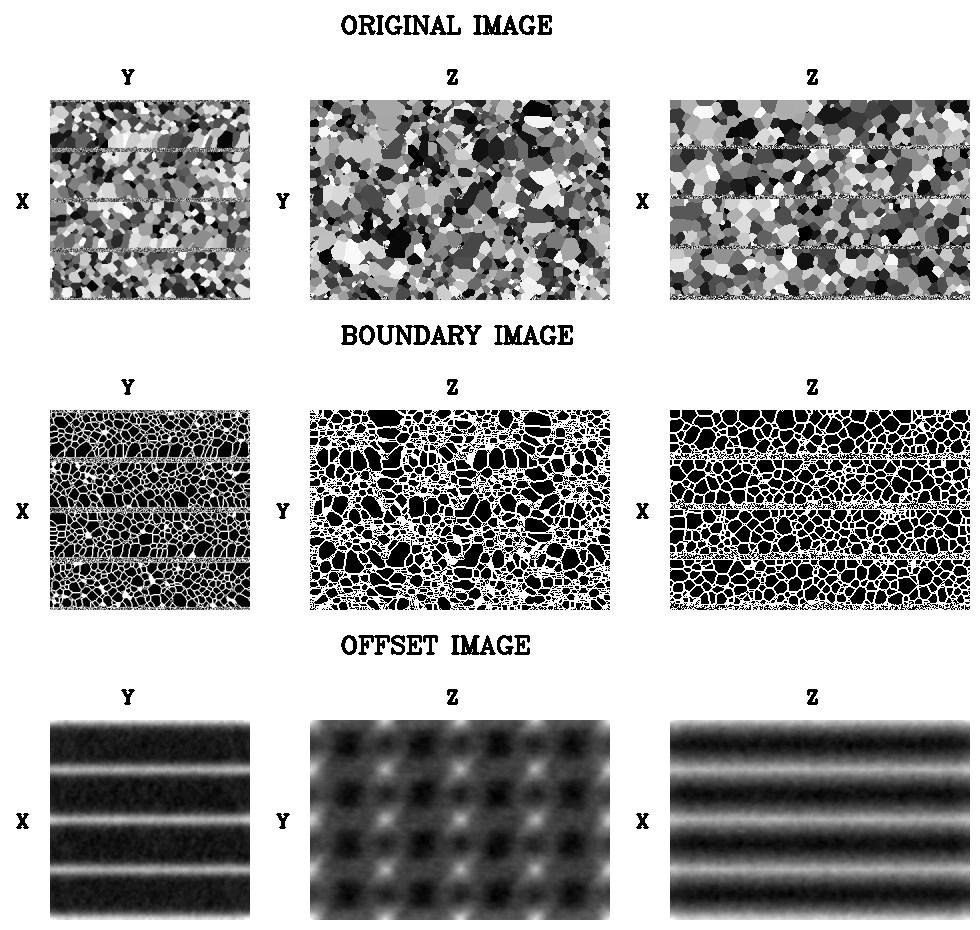 ORIGINAL IMAGE
Y Z Z
X Y X
BOUNDARY IMAGE
Y Z Z
X Y X
OFFSET IMAGE
Y Z Z
X Y X